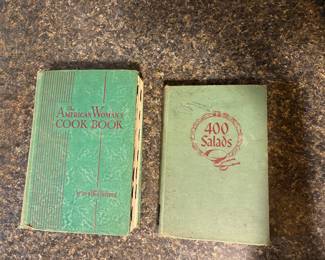 The
AMERICAN WOMAN'S
COOK BOOK
400
Salads